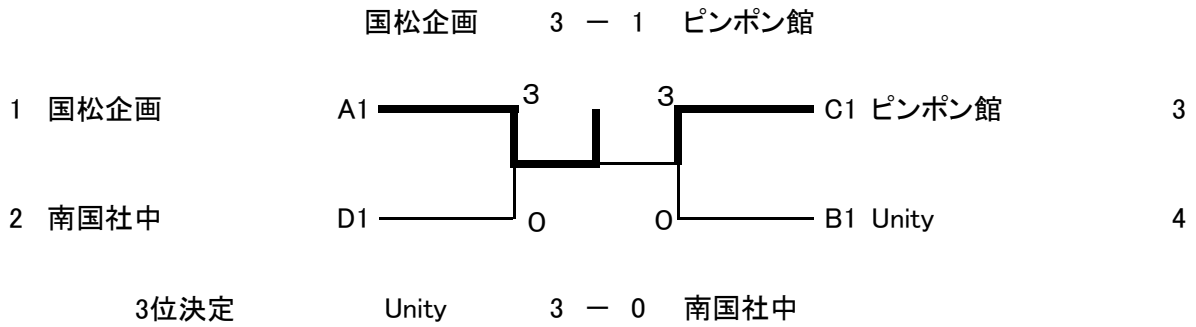 国松企画 3 － 1 ピンポン館
3 3
1 国松企画 A1 C1 ピンポン館 3
2 南国社中 D1 0 0 B1 Unity 4
3位決定 Unity 3 － 0 南国社中